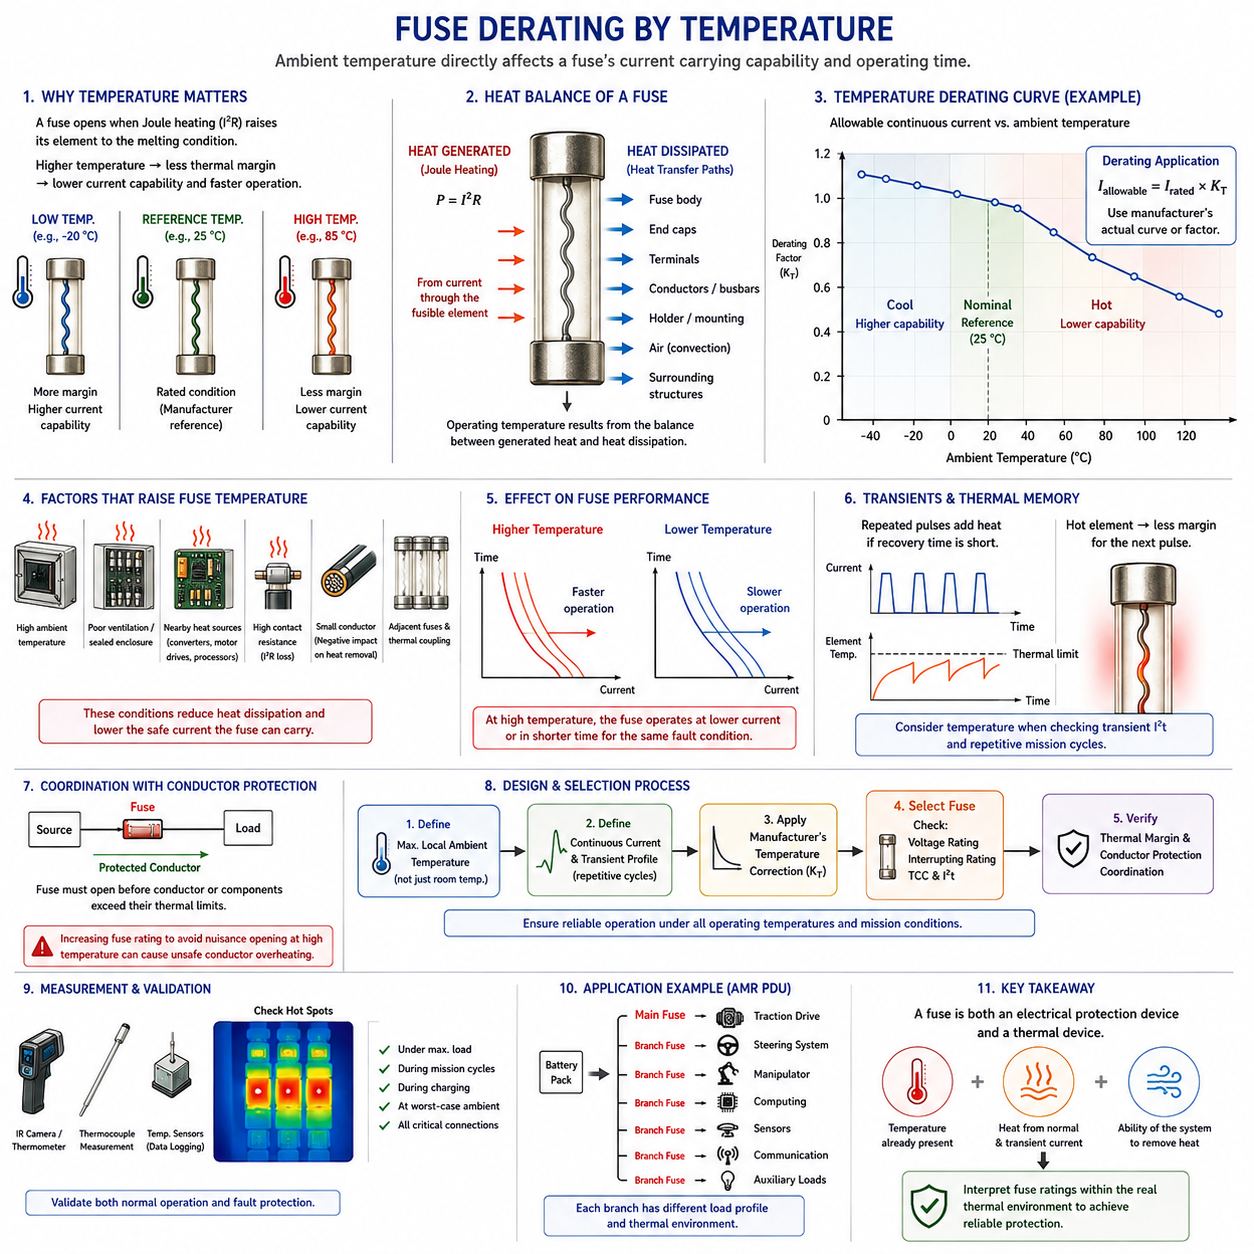 FUSE DERATING BY TEMPERATURE
Ambient temperature directly affects a fuse's current carrying capability and operating time.
1. WHY TEMPERATURE MATTERS
A fuse opens when Joule heating (I²R) raises
its element to the melting condition.
Higher temperature → less thermal margin
→ lower current capability and faster operation.
LOW TEMP.
(e.g., -20 °C)
More margin
Higher current
capability
REFERENCE TEMP.
(e.g., 25 °C)
Rated condition
(Manufacturer
reference)
HIGH TEMP.
(e.g., 85 °C)
Less margin
Lower current
capability
2. HEAT BALANCE OF A FUSE
HEAT GENERATED
(Joule Heating)
P = I²R
From current
through the
fusible element
HEAT DISSIPATED
(Heat Transfer Paths)
Fuse body
End caps
Terminals
Conductors / busbars
Holder / mounting
Air (convection)
Surrounding
structures
Operating temperature results from the balance
between generated heat and heat dissipation.
3. TEMPERATURE DERATING CURVE (EXAMPLE)
Allowable continuous current vs. ambient temperature
Derating
Factor
(K_T)
1.2
1.0
0.8
0.6
0.4
0.2
0
Derating Application
I_allowable = I_rated × K_T
Use manufacturer's
actual curve or factor.
Cool
Higher capability
Nominal
Reference
(25 °C)
Hot
Lower capability
-40 -20 0 20 40 60 80 100 120
Ambient Temperature (°C)
4. FACTORS THAT RAISE FUSE TEMPERATURE
High ambient
temperature
Poor ventilation /
sealed enclosure
Nearby heat sources
(converters, motor
drives, processors)
High contact
resistance
(I²R loss)
Small conductor
(Negative impact
on heat removal)
Adjacent fuses &
thermal coupling
These conditions reduce heat dissipation and
lower the safe current the fuse can carry.
5. EFFECT ON FUSE PERFORMANCE
Higher Temperature
Time
Faster
operation
Current
Lower Temperature
Time
Slower
operation
Current
At high temperature, the fuse operates at lower current
or in shorter time for the same fault condition.
6. TRANSIENTS & THERMAL MEMORY
Repeated pulses add heat
if recovery time is short.
Current
Time
Element
Temp.
Thermal limit
Time
Hot element → less margin
for the next pulse.
Consider temperature when checking transient I²t
and repetitive mission cycles.
7. COORDINATION WITH CONDUCTOR PROTECTION
Fuse
Source
Load
Protected Conductor
Fuse must open before conductor or components
exceed their thermal limits.
Increasing fuse rating to avoid nuisance opening at high
temperature can cause unsafe conductor overheating.
8. DESIGN & SELECTION PROCESS
1. Define
Max. Local Ambient
Temperature
(not just room temp.)
2. Define
Continuous Current
& Transient Profile
(repetitive cycles)
3. Apply
Manufacturer's
Temperature
Correction (K_T)
4. Select Fuse
Check:
Voltage Rating
Interrupting Rating
TCC & I²t
5. Verify
Thermal Margin &
Conductor Protection
Coordination
Ensure reliable operation under all operating temperatures and mission conditions.
9. MEASUREMENT & VALIDATION
IR Camera /
Thermometer
Thermocouple
Measurement
Temp. Sensors
(Data Logging)
Check Hot Spots
Under max. load
During mission cycles
During charging
At worst-case ambient
All critical connections
Validate both normal operation and fault protection.
10. APPLICATION EXAMPLE (AMR PDU)
Battery
Pack
Main Fuse → Traction Drive
Branch Fuse → Steering System
Branch Fuse → Manipulator
Branch Fuse → Computing
Branch Fuse → Sensors
Branch Fuse → Communication
Branch Fuse → Auxiliary Loads
Each branch has different load profile
and thermal environment.
11. KEY TAKEAWAY
A fuse is both an electrical protection device
and a thermal device.
+
+
Temperature
already present
Heat from normal
& transient current
Ability of the system
to remove heat
Interpret fuse ratings within the real
thermal environment to achieve
reliable protection.